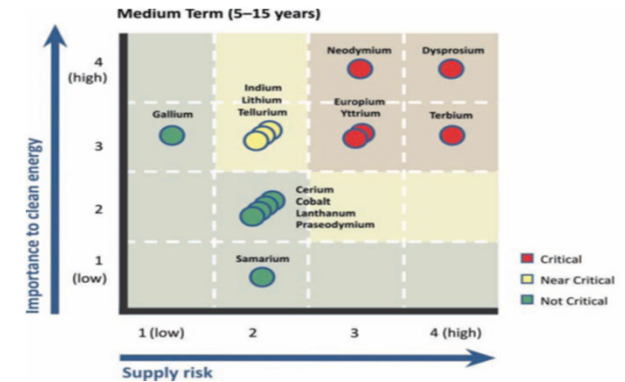 Medium Term (5–15 years)
Importance to clean energy
4
(high)
3
2
1
(low)
Neodymium
Dysprosium
Indium
Lithium
Tellurium
Gallium
Europium
Yttrium
Terbium
Cerium
Cobalt
Lanthanum
Praseodymium
Samarium
Critical
Near Critical
Not Critical
1 (low)
2
3
4 (high)
Supply risk